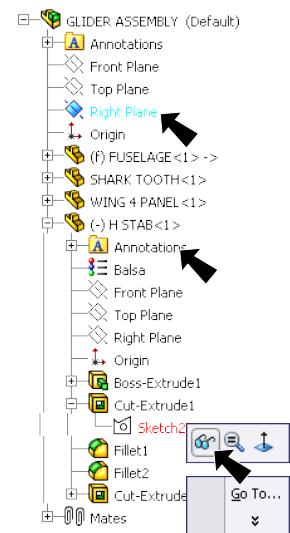 GLIDER ASSEMBLY (Default)
A Annotations
Front Plane
Top Plane
Right Plane
Origin
(f) FUSELAGE<1> ->
SHARK TOOTH<1>
WING 4 PANEL<1>
(-) H STAB<1>
A Annotations
Balsa
Front Plane
Top Plane
Right Plane
Origin
Boss-Extrude1
Cut-Extrude1
Sketch2
Fillet1
Fillet2
Cut-Extrude
Go To...
Mates